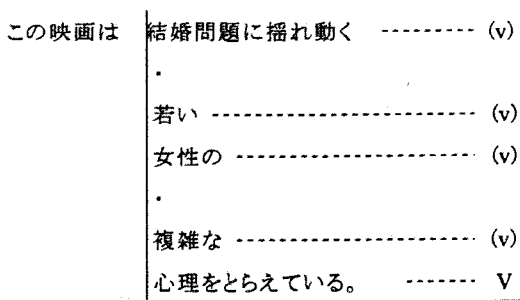 この映画は 結婚問題に揺れ動く --------- (v)
・
若い ------------------------- (v)
女性の ----------------------- (v)
・
複雑な ----------------------- (v)
心理をとらえている。 ------- V